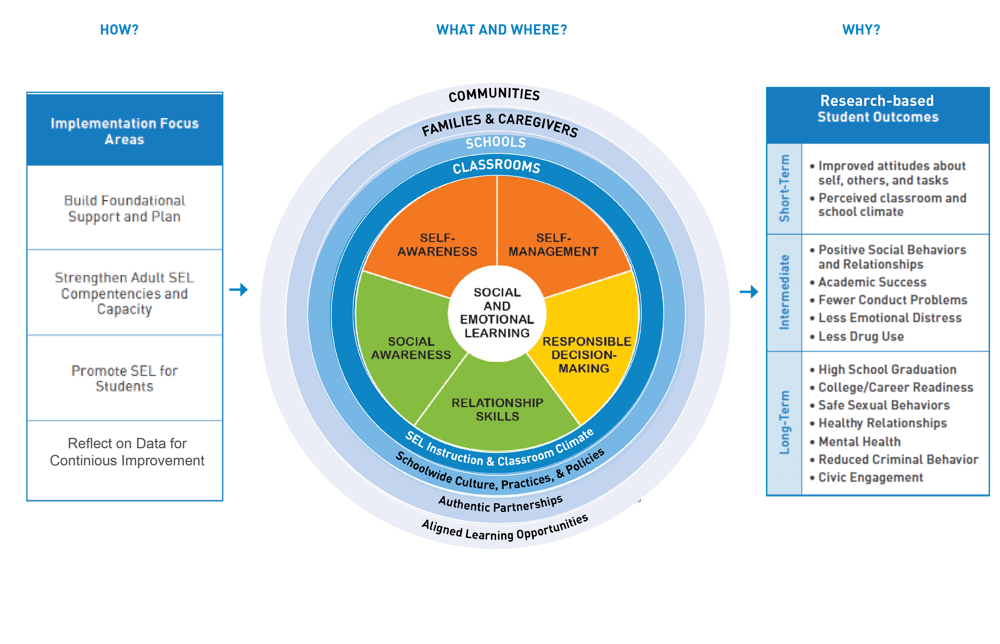 HOW?
WHAT AND WHERE?
WHY?
Implementation Focus
Areas
Build Foundational
Support and Plan
Strengthen Adult SEL
Compentencies and
Capacity
Promote SEL for
Students
Reflect on Data for
Continious Improvement
COMMUNITIES
FAMILIES & CAREGIVERS
SCHOOLS
CLASSROOMS
SELF-
AWARENESS
SELF-
MANAGEMENT
SOCIAL
AND
EMOTIONAL
LEARNING
SOCIAL
AWARENESS
RESPONSIBLE
DECISION-
MAKING
RELATIONSHIP
SKILLS
SEL Instruction & Classroom Climate
Schoolwide Culture, Practices, & Policies
Authentic Partnerships
Aligned Learning Opportunities
Research-based
Student Outcomes
Short-Term
• Improved attitudes about
self, others, and tasks
• Perceived classroom and
school climate
Intermediate
• Positive Social Behaviors
and Relationships
• Academic Success
• Fewer Conduct Problems
• Less Emotional Distress
• Less Drug Use
Long-Term
• High School Graduation
• College/Career Readiness
• Safe Sexual Behaviors
• Healthy Relationships
• Mental Health
• Reduced Criminal Behavior
• Civic Engagement